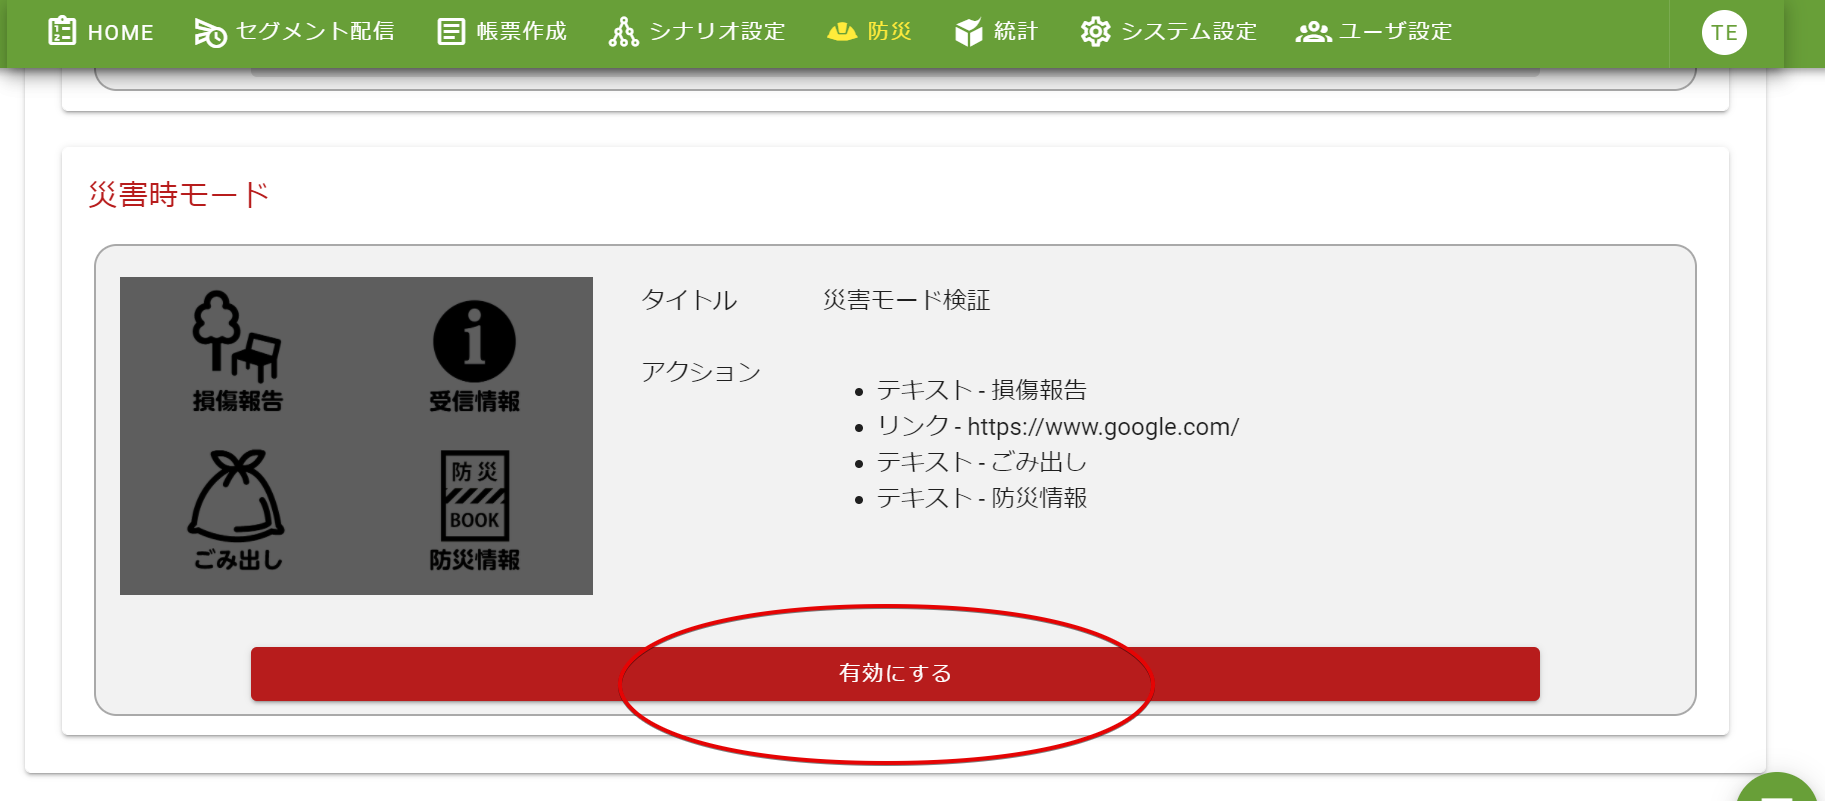 HOME セグメント配信 帳票作成 シナリオ設定 防災 統計 システム設定 ユーザ設定 TE
災害時モード
損傷報告
受信情報
ごみ出し
防災
BOOK
防災情報
タイトル 災害モード検証
アクション
テキスト - 損傷報告
リンク - https://www.google.com/
テキスト - ごみ出し
テキスト - 防災情報
有効にする